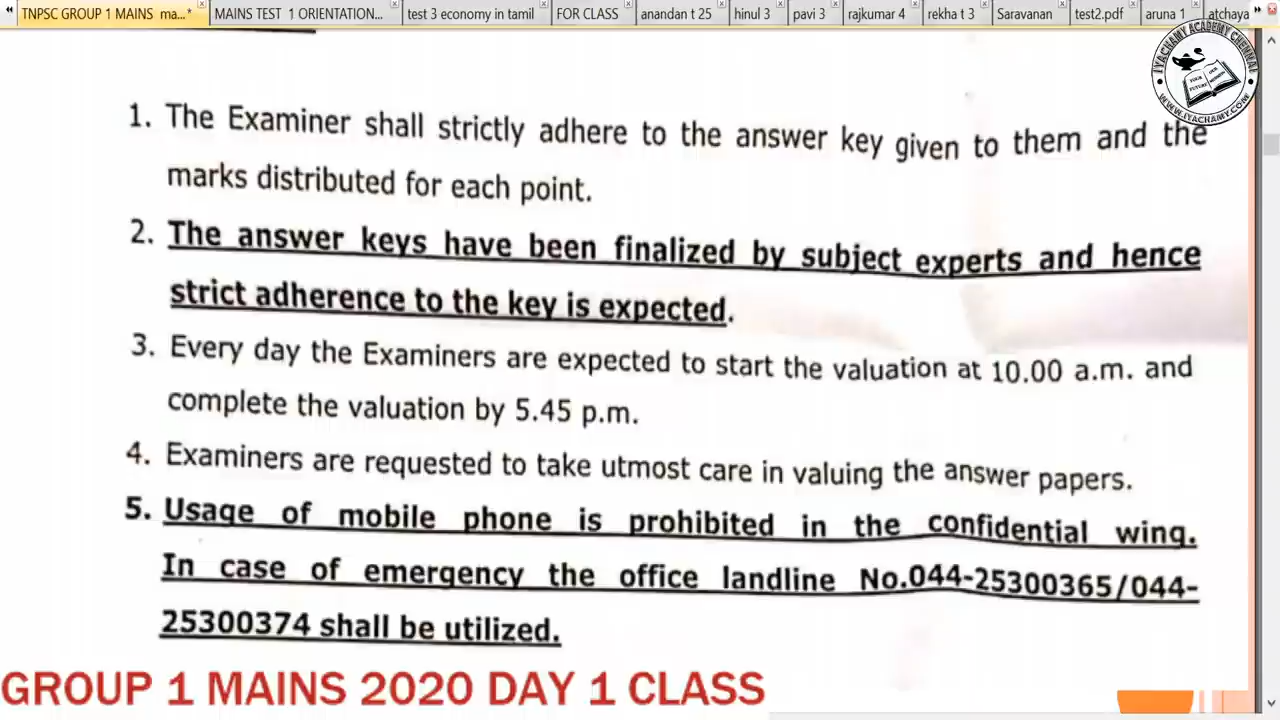 TNPSC GROUP 1 MAINS ma...*
MAINS TEST 1 ORIENTATION...
test 3 economy in tamil
FOR CLASS
anandan t 25
hinul 3
pavi 3
rajkumar 4
rekha t 3
Saravanan
test2.pdf
aruna 1
atchaya
IYACHAMY ACADEMY CHENNAI
YOUR FUTURE OUR MISSION
WWW.IYACHAMY.COM
1. The Examiner shall strictly adhere to the answer key given to them and the
marks distributed for each point.
2. The answer keys have been finalized by subject experts and hence
strict adherence to the key is expected.
3. Every day the Examiners are expected to start the valuation at 10.00 a.m. and
complete the valuation by 5.45 p.m.
4. Examiners are requested to take utmost care in valuing the answer papers.
5. Usage of mobile phone is prohibited in the confidential wing.
In case of emergency the office landline No.044-25300365/044-
25300374 shall be utilized.
GROUP 1 MAINS 2020 DAY 1 CLASS